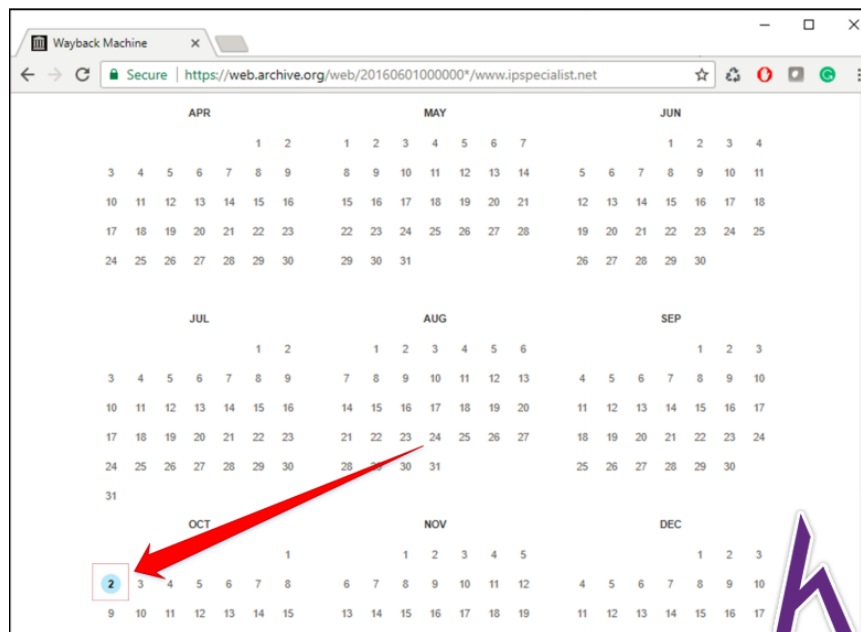 Wayback Machine
Secure | https://web.archive.org/web/20160601000000*/www.ipspecialist.net
APR MAY JUN
1 2 1 2 3 4 5 6 7 1 2 3 4
3 4 5 6 7 8 9 8 9 10 11 12 13 14 5 6 7 8 9 10 11
10 11 12 13 14 15 16 15 16 17 18 19 20 21 12 13 14 15 16 17 18
17 18 19 20 21 22 23 22 23 24 25 26 27 28 19 20 21 22 23 24 25
24 25 26 27 28 29 30 29 30 31 26 27 28 29 30
JUL AUG SEP
1 2 1 2 3 4 5 6 1 2 3
3 4 5 6 7 8 9 7 8 9 10 11 12 13 4 5 6 7 8 9 10
10 11 12 13 14 15 16 14 15 16 17 18 19 20 11 12 13 14 15 16 17
17 18 19 20 21 22 23 21 22 23 24 25 26 27 18 19 20 21 22 23 24
24 25 26 27 28 29 30 28 29 30 31 25 26 27 28 29 30
31
OCT NOV DEC
1 1 2 3 4 5 1 2 3
2 3 4 5 6 7 8 6 7 8 9 10 11 12 4 5 6 7 8 9 10
9 10 11 12 13 14 15 13 14 15 16 17 18 19 11 12 13 14 15 16 17